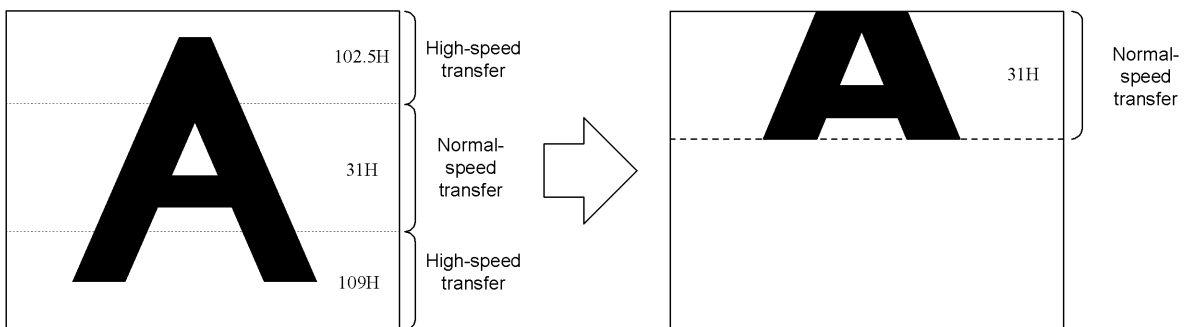 102.5H
High-speed
transfer
31H
Normal-
speed
transfer
109H
High-speed
transfer
31H
Normal-
speed
transfer